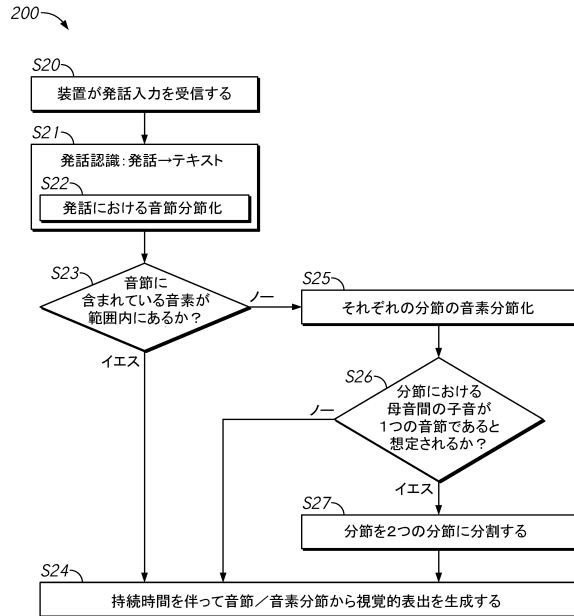 200
S20
装置が発話入力を受信する
S21
発話認識：発話→テキスト
S22
発話における音節分節化
S23
音節に
含まれている音素が
範囲内にあるか？
ノー
イエス
S25
それぞれの分節の音素分節化
S26
分節における
母音間の子音が
1つの音節であると
想定されるか？
ノー
イエス
S27
分節を2つの分節に分割する
S24
持続時間を伴って音節／音素分節から視覚的表出を生成する